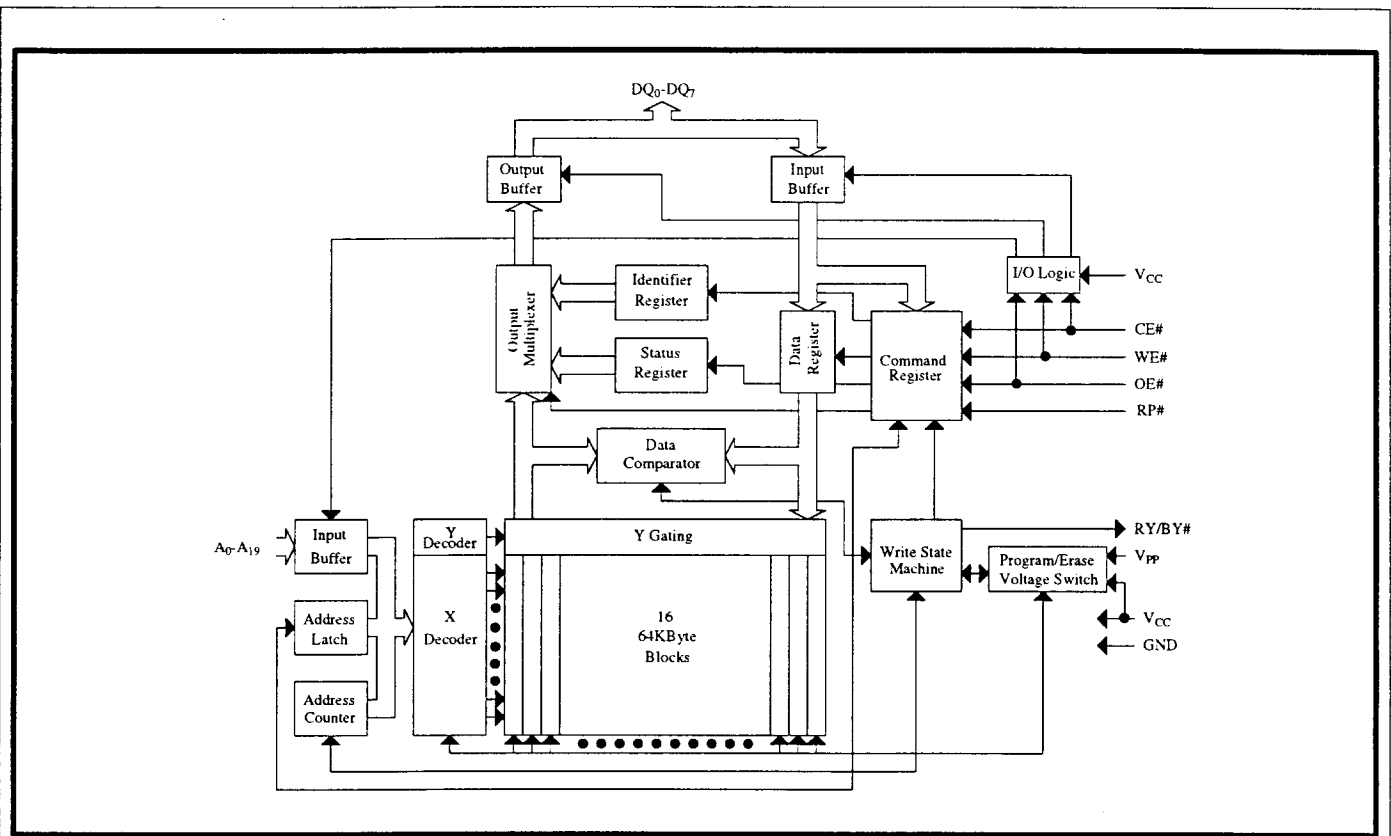 DQ0-DQ7
Output
Buffer
Input
Buffer
I/O Logic
VCC
Output
Multiplexer
Identifier
Register
Status
Register
Data
Register
Command
Register
CE#
WE#
OE#
RP#
Data
Comparator
A0-A19
Input
Buffer
Y
Decoder
Y Gating
Write State
Machine
RY/BY#
Program/Erase
Voltage Switch
VPP
VCC
GND
Address
Latch
X
Decoder
16
64KByte
Blocks
Address
Counter